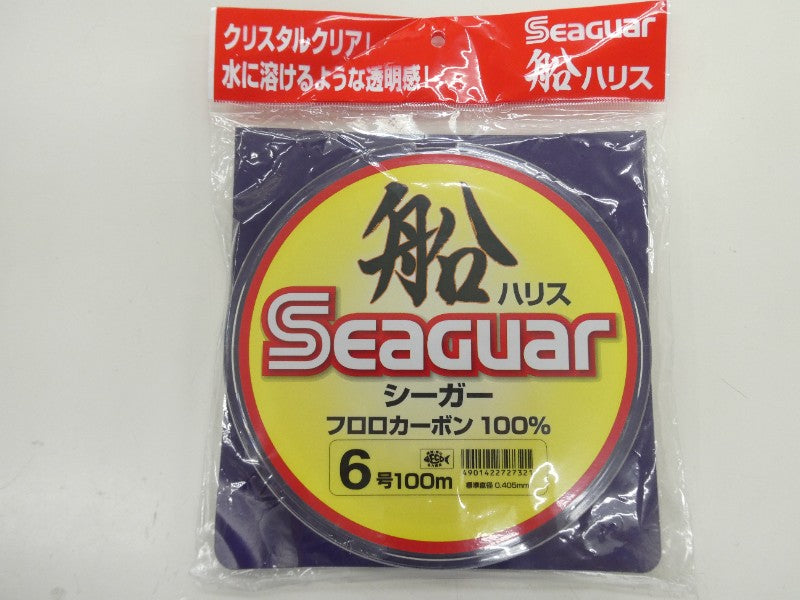 クリスタルクリア!
水に溶けるような透明感!
Seaguar
船ハリス
船
ハリス
Seaguar
シーガー
フロロカーボン 100%
6号100m
4901422727321
標準直径 0.405mm